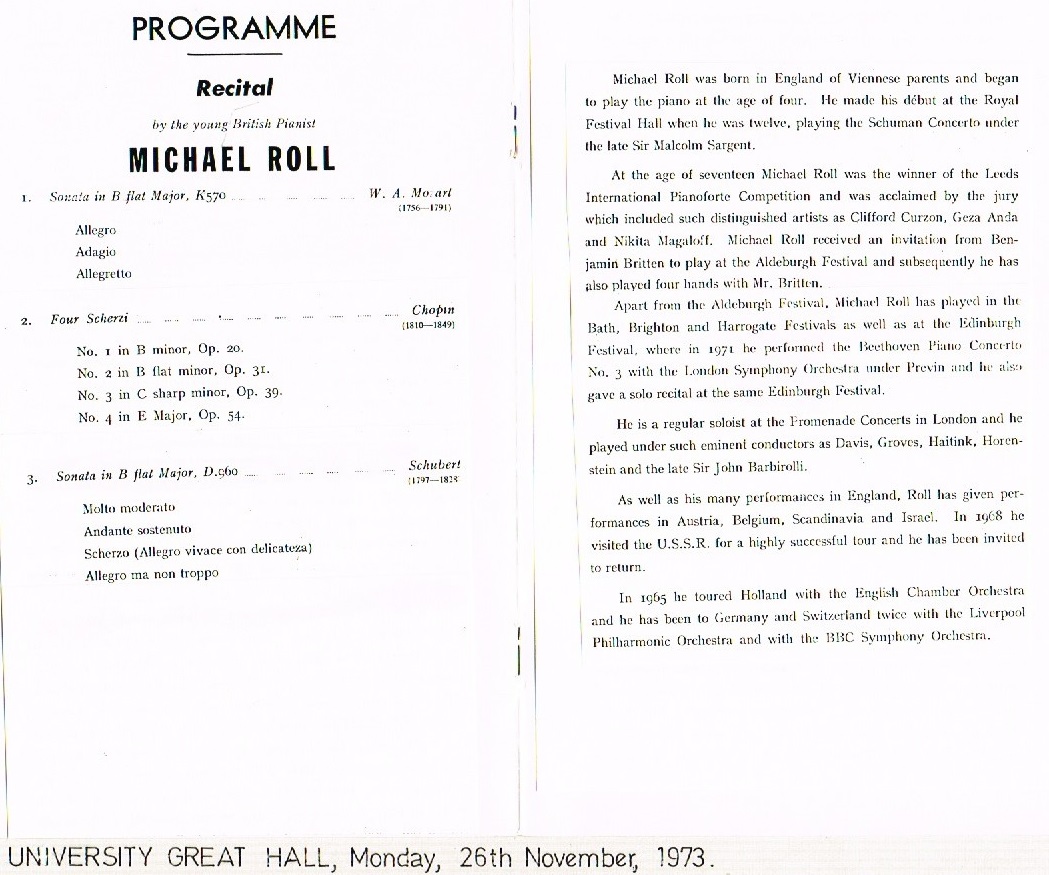 PROGRAMME
Recital
by the young British Pianist
MICHAEL ROLL
1. Sonata in B flat Major, K570 ..... ..... ..... ..... ..... W. A. Mozart
(1756—1791)
Allegro
Adagio
Allegretto
2. Four Scherzi ..... ..... ..... ..... ..... ..... Chopin
(1810—1849)
No. 1 in B minor, Op. 20.
No. 2 in B flat minor, Op. 31.
No. 3 in C sharp minor, Op. 39.
No. 4 in E Major, Op. 54.
3. Sonata in B flat Major, D.960 ..... ..... ..... ..... Schubert
(1797—1828
Molto moderato
Andante sostenuto
Scherzo (Allegro vivace con delicateza)
Allegro ma non troppo
Michael Roll was born in England of Viennese parents and began
to play the piano at the age of four. He made his début at the Royal
Festival Hall when he was twelve, playing the Schuman Concerto under
the late Sir Malcolm Sargent.
At the age of seventeen Michael Roll was the winner of the Leeds
International Pianoforte Competition and was acclaimed by the jury
which included such distinguished artists as Clifford Curzon, Geza Anda
and Nikita Magaloff. Michael Roll received an invitation from Ben-
jamin Britten to play at the Aldeburgh Festival and subsequently he has
also played four hands with Mr. Britten.
Apart from the Aldeburgh Festival, Michael Roll has played in the
Bath, Brighton and Harrogate Festivals as well as at the Edinburgh
Festival, where in 1971 he performed the Beethoven Piano Concerto
No. 3 with the London Symphony Orchestra under Previn and he also
gave a solo recital at the same Edinburgh Festival.
He is a regular soloist at the Promenade Concerts in London and he
played under such eminent conductors as Davis, Groves, Haitink, Horen-
stein and the late Sir John Barbirolli.
As well as his many performances in England, Roll has given per-
formances in Austria, Belgium, Scandinavia and Israel. In 1968 he
visited the U.S.S.R. for a highly successful tour and he has been invited
to return.
In 1965 he toured Holland with the English Chamber Orchestra
and he has been to Germany and Switzerland twice with the Liverpool
Philharmonic Orchestra and with the BBC Symphony Orchestra.
UNIVERSITY GREAT HALL, Monday, 26th November, 1973.